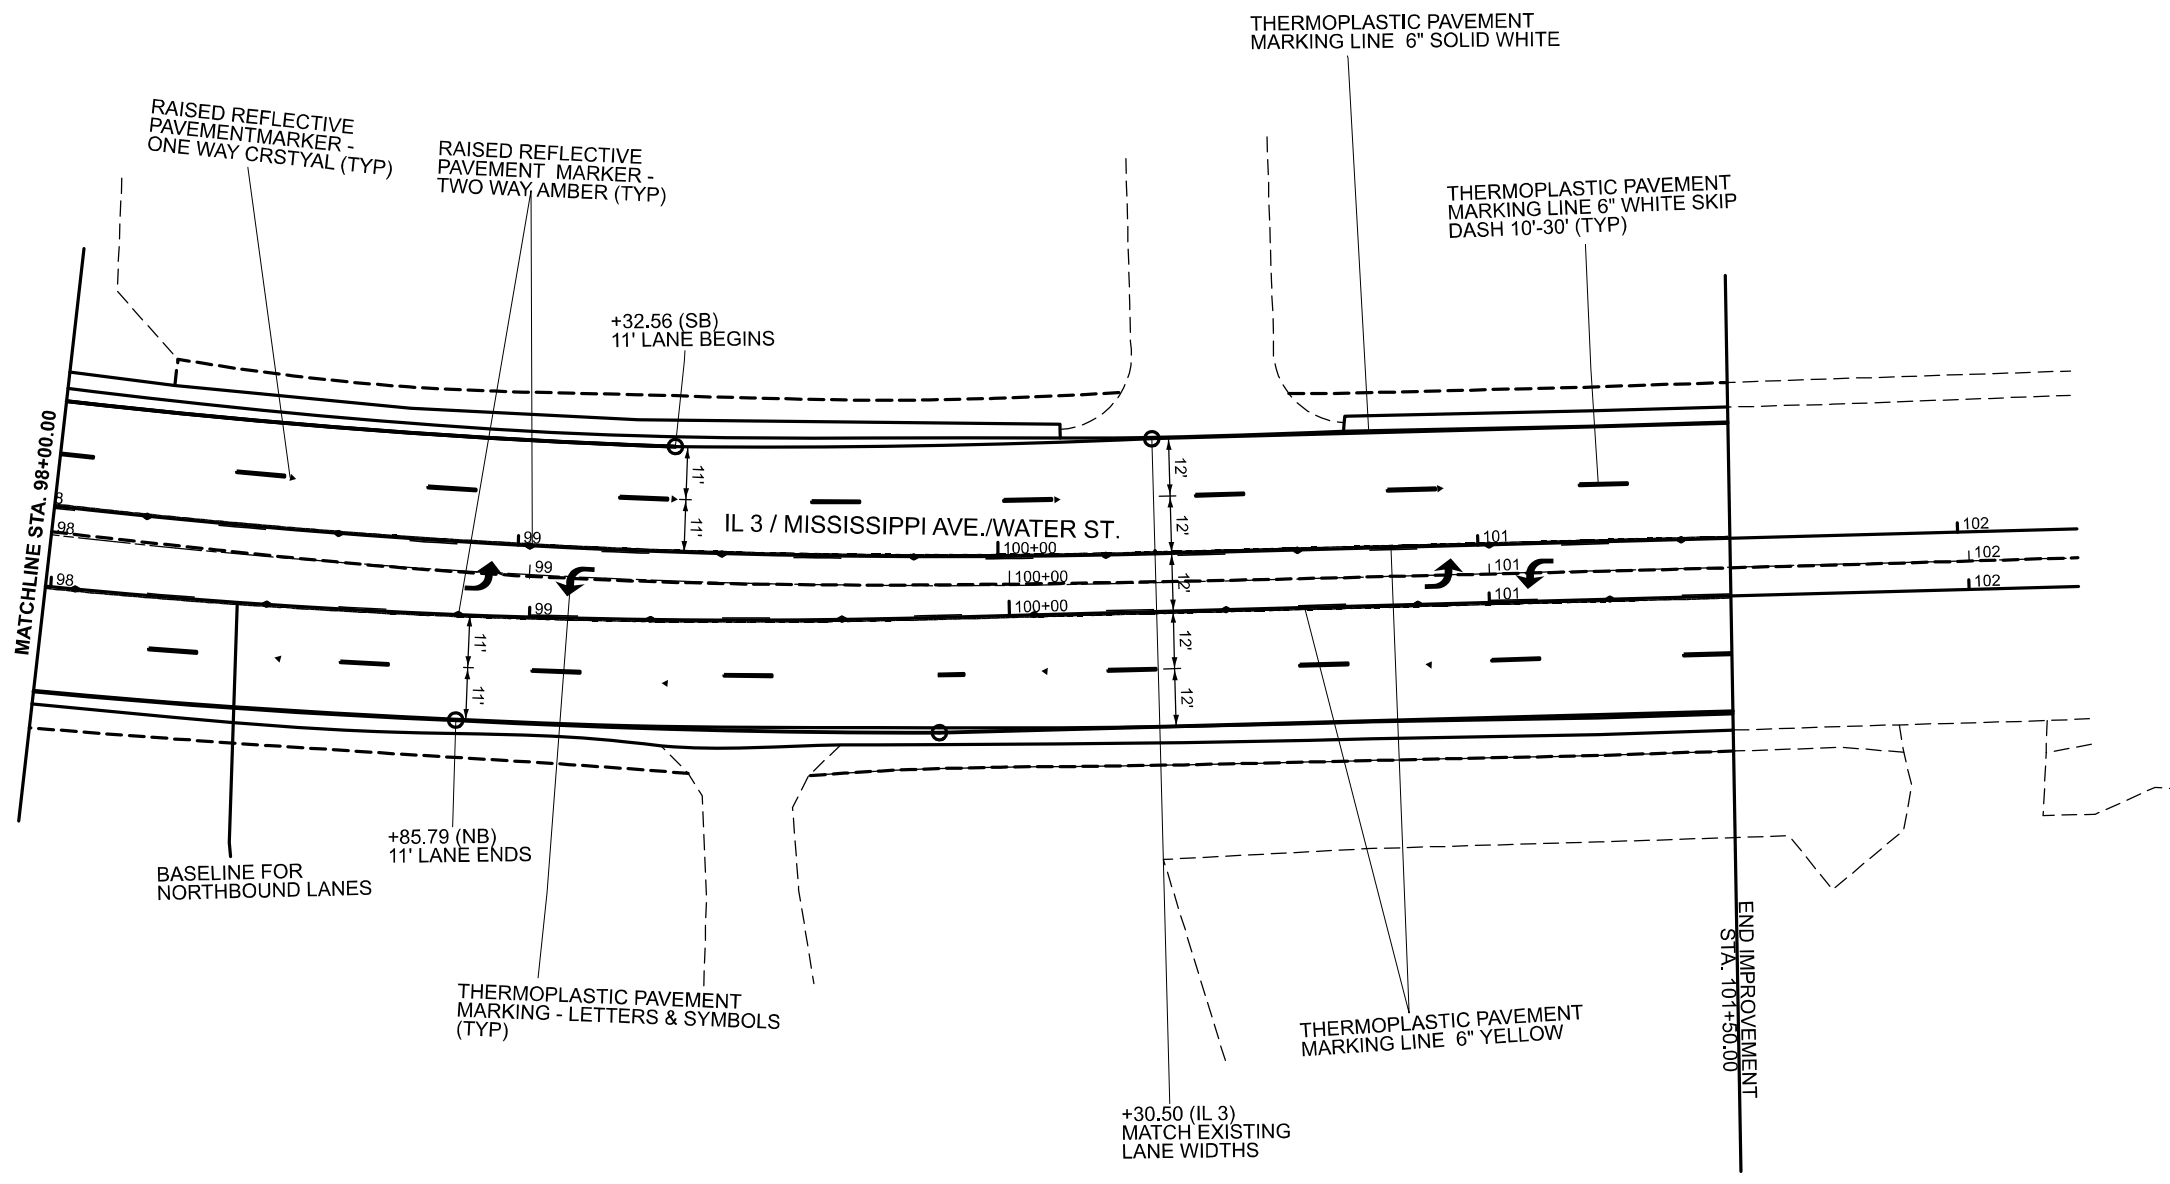 THERMOPLASTIC PAVEMENT
MARKING LINE  6" SOLID WHITE
RAISED REFLECTIVE
PAVEMENTMARKER -
ONE WAY CRSTYAL (TYP)
RAISED REFLECTIVE
PAVEMENT  MARKER -
TWO WAY AMBER (TYP)
THERMOPLASTIC PAVEMENT
MARKING LINE 6" WHITE SKIP
DASH 10'-30' (TYP)
+32.56 (SB)
11' LANE BEGINS
MATCHLINE STA. 98+00.00
11'
11'
12'
12'
12'
12'
12'
IL 3 / MISSISSIPPI AVE./WATER ST.
8
99
100+00
101
102
98
99
100+00
101
102
98
99
100+00
101
102
11'
11'
+85.79 (NB)
11' LANE ENDS
BASELINE FOR
NORTHBOUND LANES
THERMOPLASTIC PAVEMENT
MARKING - LETTERS & SYMBOLS
(TYP)
THERMOPLASTIC PAVEMENT
MARKING LINE  6" YELLOW
END IMPROVEMENT
STA. 101+50.00
+30.50 (IL 3)
MATCH EXISTING
LANE WIDTHS